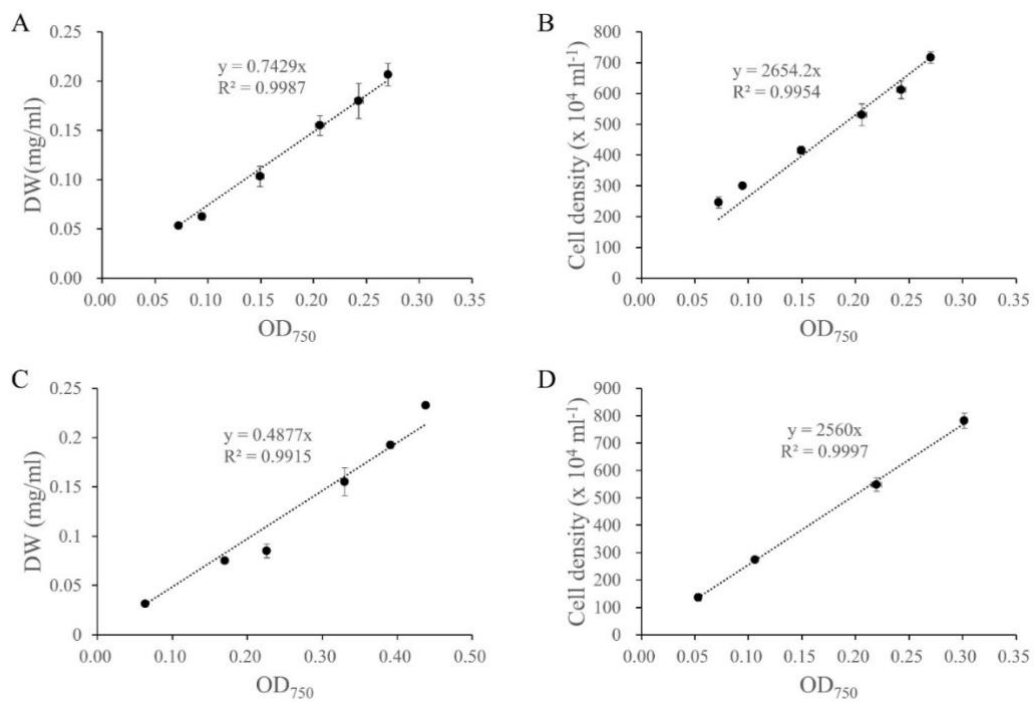 A
DW(mg/ml)
0.25
0.20
0.15
0.10
0.05
0.00
y = 0.7429x
R² = 0.9987
0.00 0.05 0.10 0.15 0.20 0.25 0.30 0.35
OD₇₅₀
B
Cell density (x 10⁴ ml⁻¹)
800
700
600
500
400
300
200
100
0
y = 2654.2x
R² = 0.9954
0.00 0.05 0.10 0.15 0.20 0.25 0.30 0.35
OD₇₅₀
C
DW (mg/ml)
0.25
0.2
0.15
0.1
0.05
0
y = 0.4877x
R² = 0.9915
0.00 0.10 0.20 0.30 0.40 0.50
OD₇₅₀
D
Cell density (x 10⁴ ml⁻¹)
900
800
700
600
500
400
300
200
100
0
y = 2560x
R² = 0.9997
0.00 0.05 0.10 0.15 0.20 0.25 0.30 0.35
OD₇₅₀